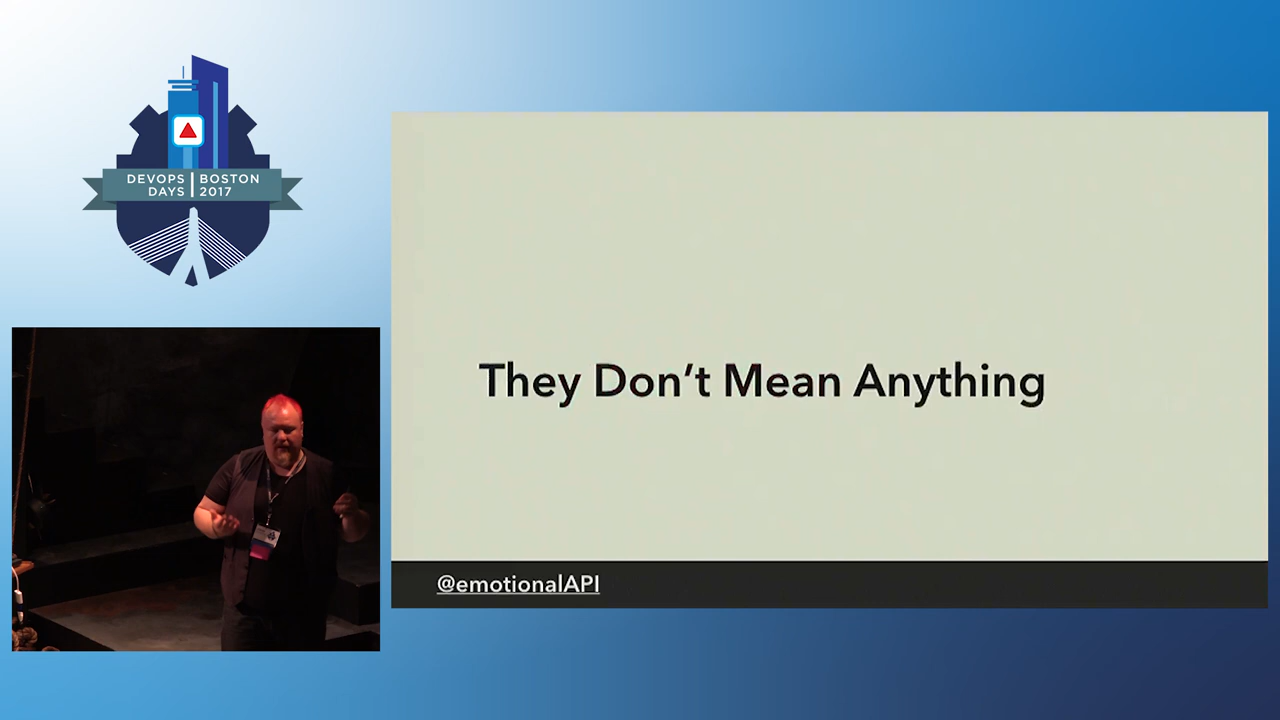 DEVOPS | BOSTON
DAYS | 2017
They Don’t Mean Anything
@emotionalAPI